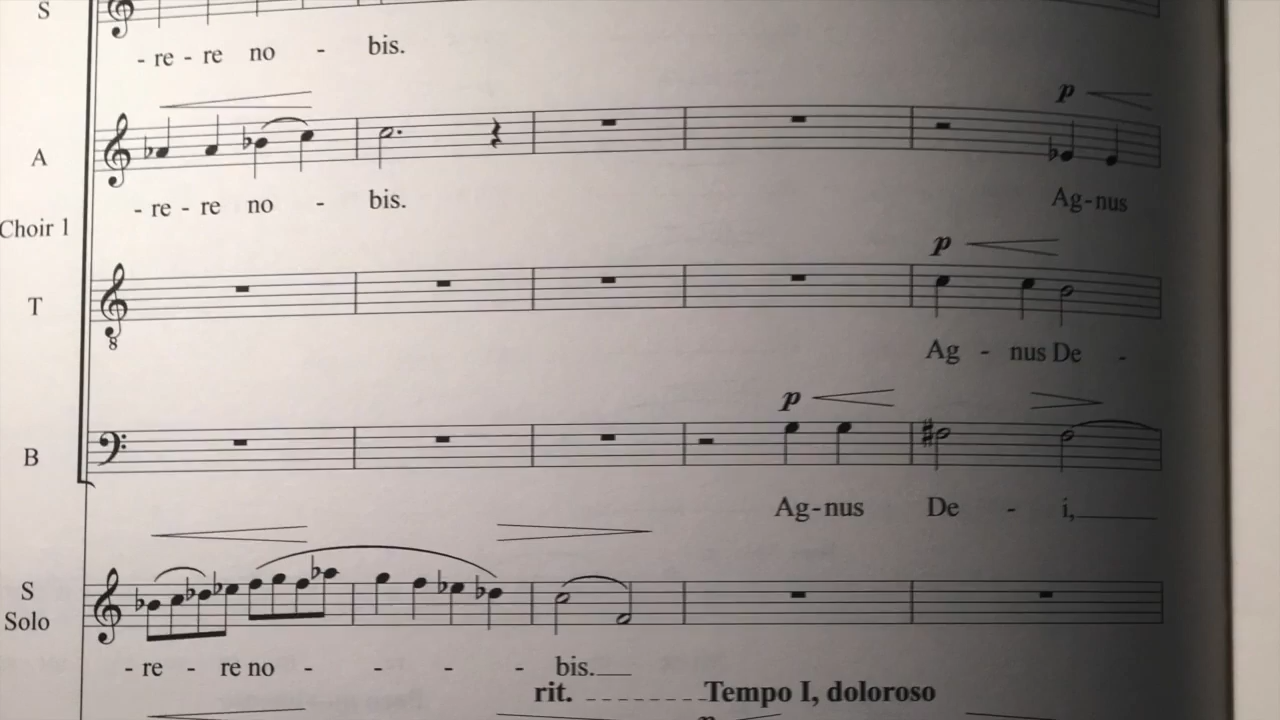 S
- re - re no - bis.
p
A
- re - re no - bis. Ag - nus
Choir 1
p
T
8
Ag - nus De -
p
B
Ag - nus De - i,
S
Solo
- re - re no - - - - bis.
rit. Tempo I, doloroso